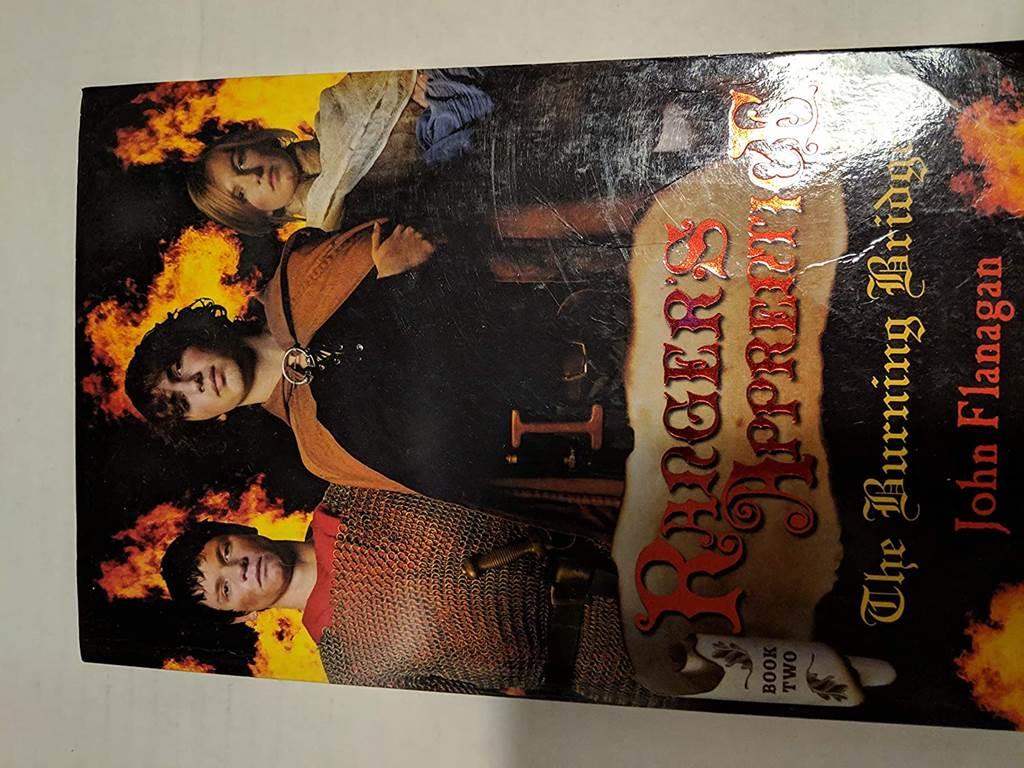 RANGER'S
APPRENTICE
BOOK
TWO
The Burning Bridge
John Flanagan